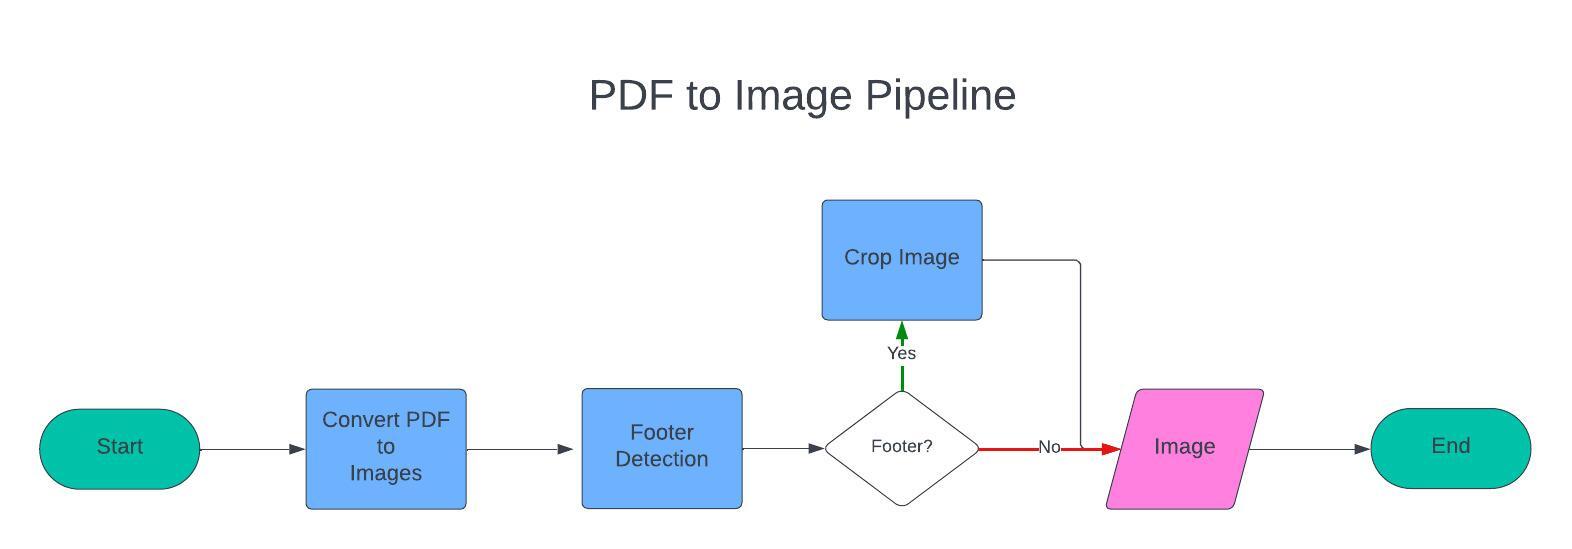 PDF to Image Pipeline
Start
Convert PDF
to
Images
Footer
Detection
Footer?
Yes
Crop Image
No
Image
End